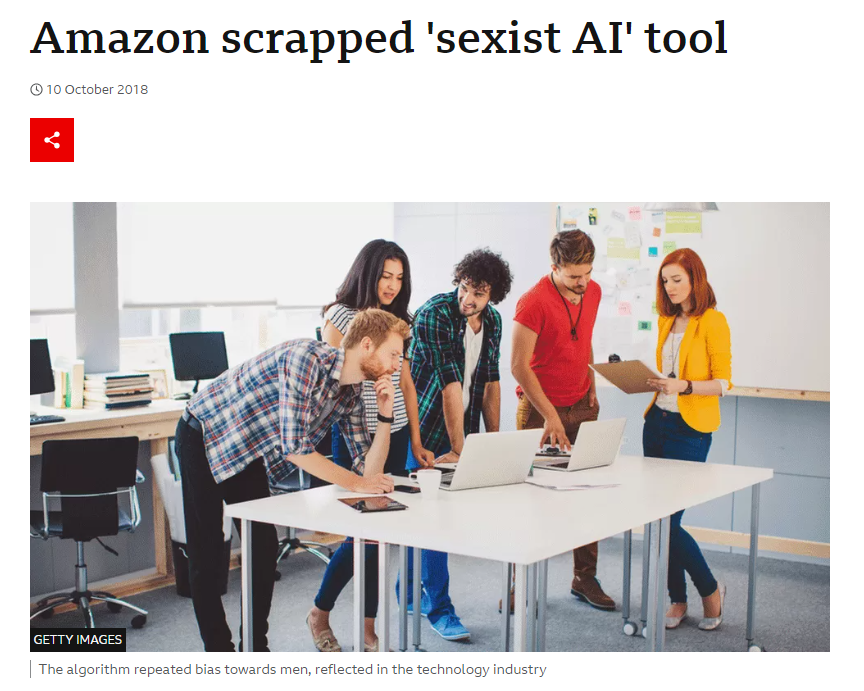 Amazon scrapped 'sexist AI' tool
10 October 2018
GETTY IMAGES
The algorithm repeated bias towards men, reflected in the technology industry